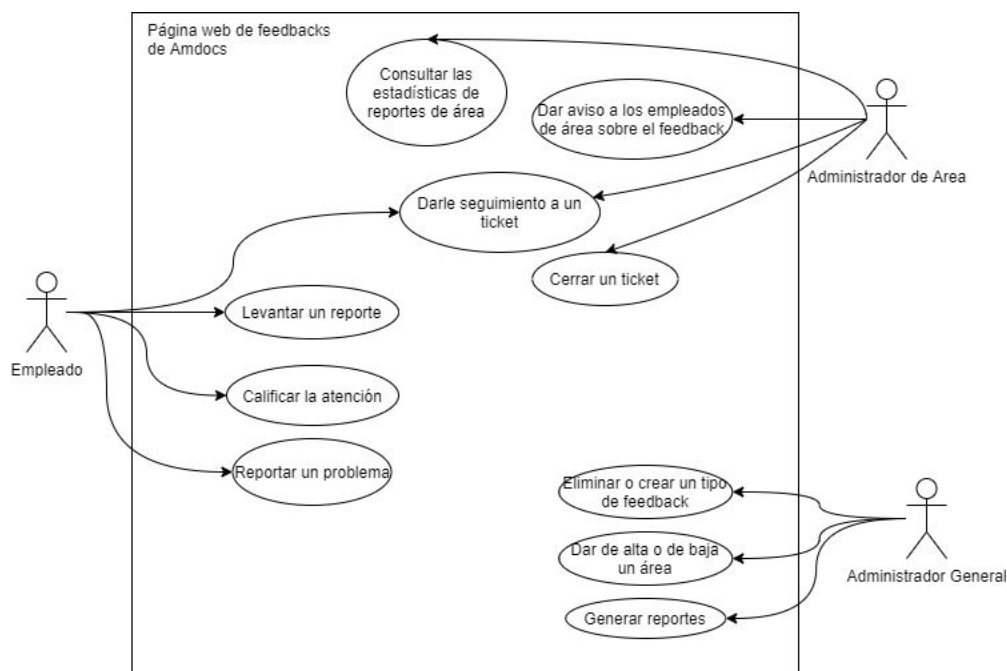 Página web de feedbacks
de Amdocs
Consultar las
estadísticas de
reportes de área
Dar aviso a los empleados
de área sobre el feedback
Administrador de Area
Darle seguimiento a un
ticket
Cerrar un ticket
Levantar un reporte
Empleado
Calificar la atención
Reportar un problema
Eliminar o crear un tipo
de feedback
Dar de alta o de baja
un área
Administrador General
Generar reportes